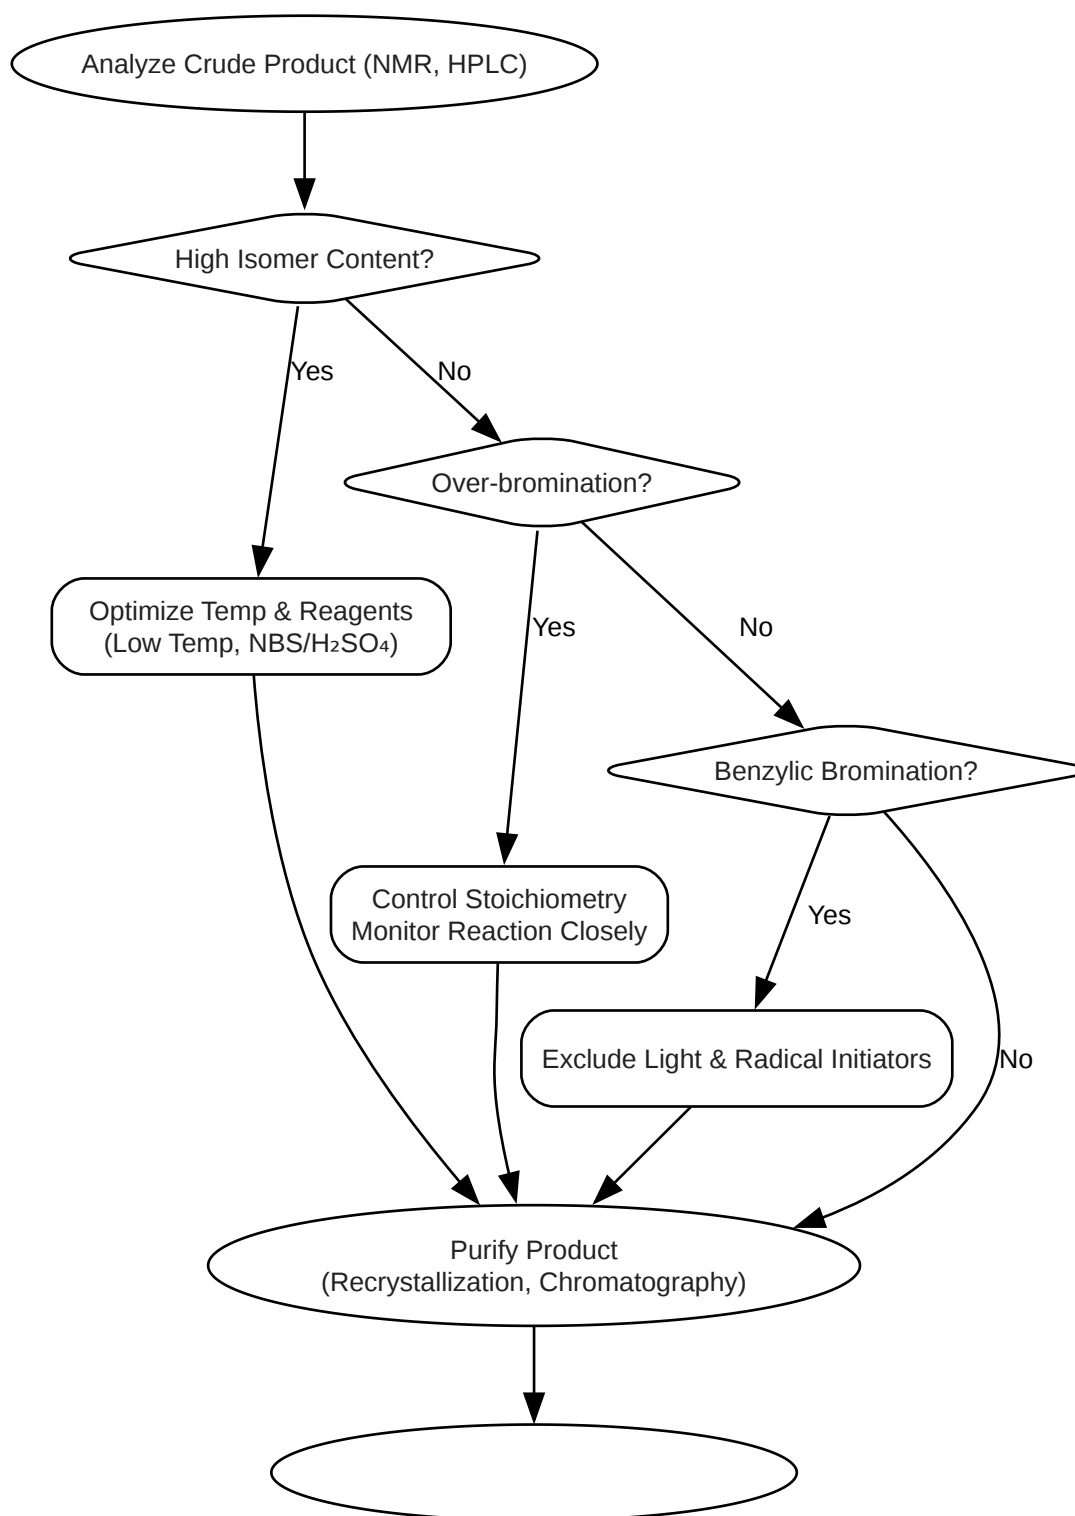 Analyze Crude Product (NMR, HPLC)
High Isomer Content?
Yes
No
Over-bromination?
Optimize Temp & Reagents
(Low Temp, NBS/H₂SO₄)
Yes
No
Benzylic Bromination?
Control Stoichiometry
Monitor Reaction Closely
Yes
Exclude Light & Radical Initiators
No
Purify Product
(Recrystallization, Chromatography)